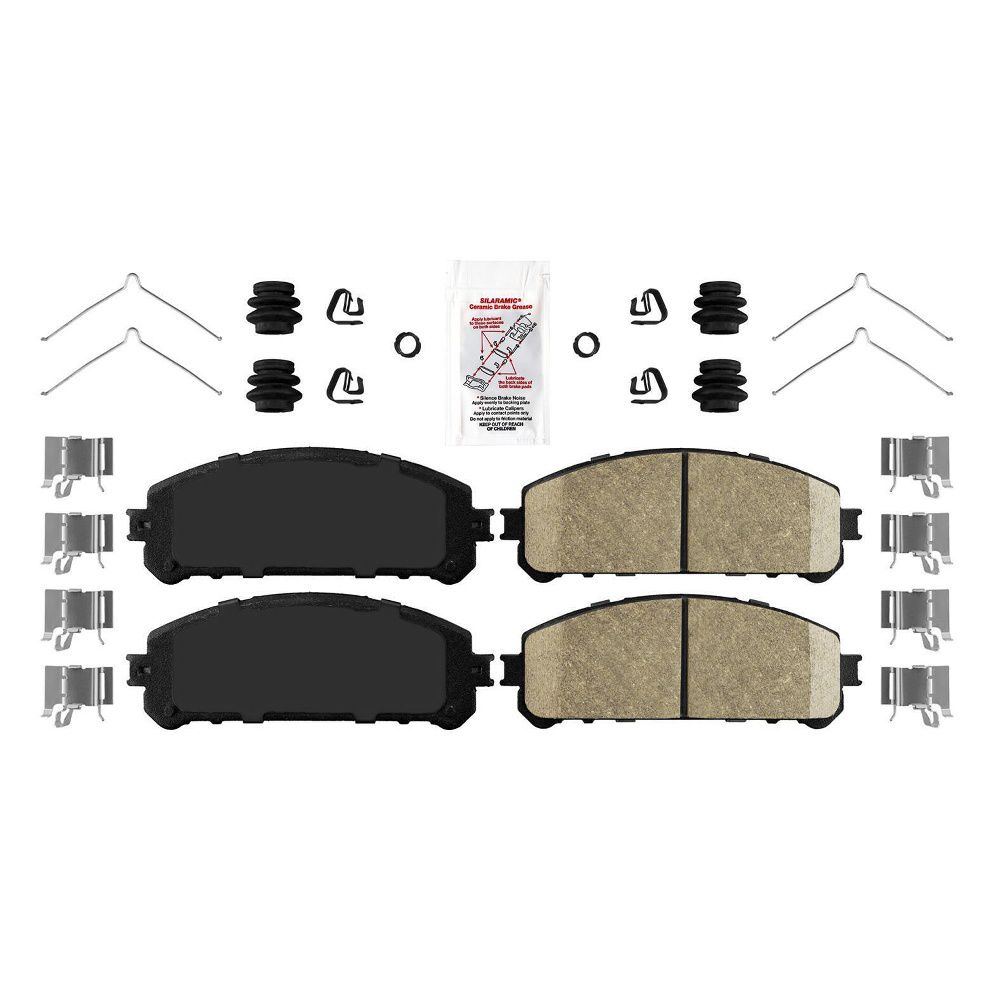 SILARAMIC®
Ceramic Brake Grease
Apply lubricant
to these surfaces
on both sides
Lubricate
the back sides of
both brake pads
* Silence Brake Noise
Apply evenly to backing plate
* Lubricate Calipers
Apply to contact points only
Do not apply to friction material
KEEP OUT OF REACH
OF CHILDREN